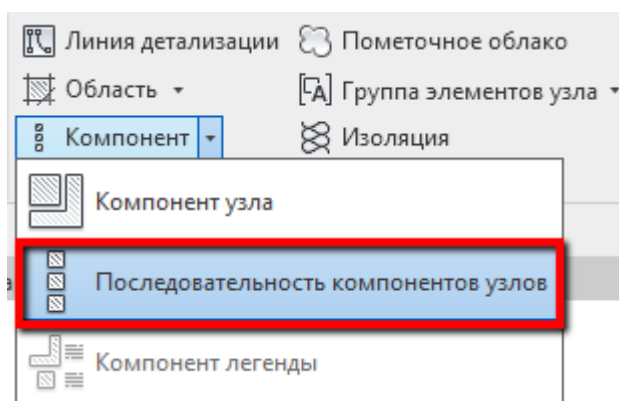 Линия детализации Пометочное облако
Область Группа элементов узла
Компонент Изоляция
Компонент узла
Последовательность компонентов узлов
Компонент легенды